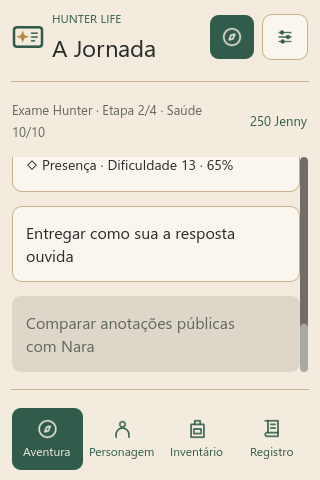 HUNTER LIFE
A Jornada
Exame Hunter · Etapa 2/4 · Saúde
10/10
250 Jenny
◇ Presença · Dificuldade 13 · 65%
Entregar como sua a resposta
ouvida
Comparar anotações públicas
com Nara
Aventura
Personagem
Inventário
Registro